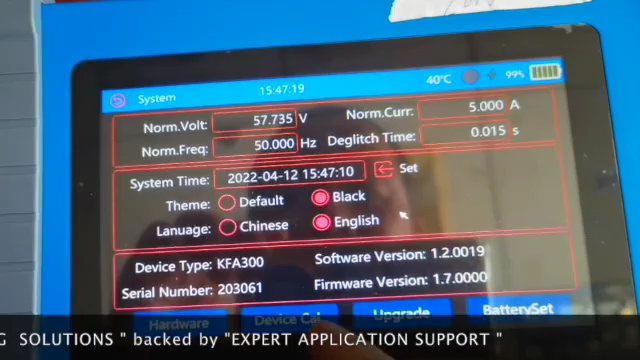 System 15:47:19 40°C 99%
Norm.Volt: 57.735 V Norm.Curr: 5.000 A
Norm.Freq: 50.000 Hz Deglitch Time: 0.015 s
System Time: 2022-04-12 15:47:10 Set
Theme: Default Black
Lanuage: Chinese English
Device Type: KFA300 Software Version: 1.2.0019
Serial Number: 203061 Firmware Version: 1.7.0000
Hardware Device Cal Upgrade BatterySet
G SOLUTIONS " backed by "EXPERT APPLICATION SUPPORT "